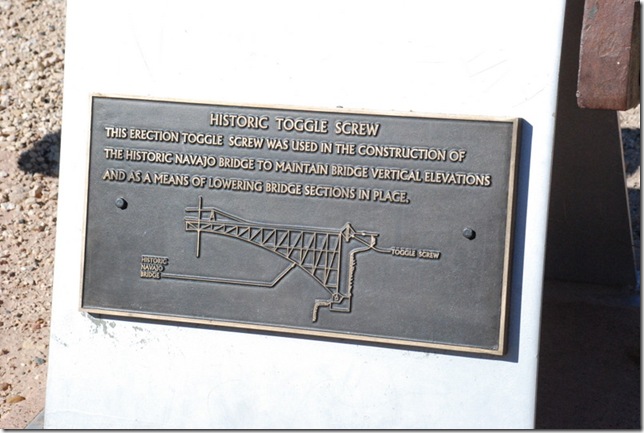 HISTORIC TOGGLE SCREW
THIS ERECTION TOGGLE SCREW WAS USED IN THE CONSTRUCTION OF
THE HISTORIC NAVAJO BRIDGE TO MAINTAIN BRIDGE VERTICAL ELEVATIONS
AND AS A MEANS OF LOWERING BRIDGE SECTIONS IN PLACE.
TOGGLE SCREW
HISTORIC
NAVAJO
BRIDGE